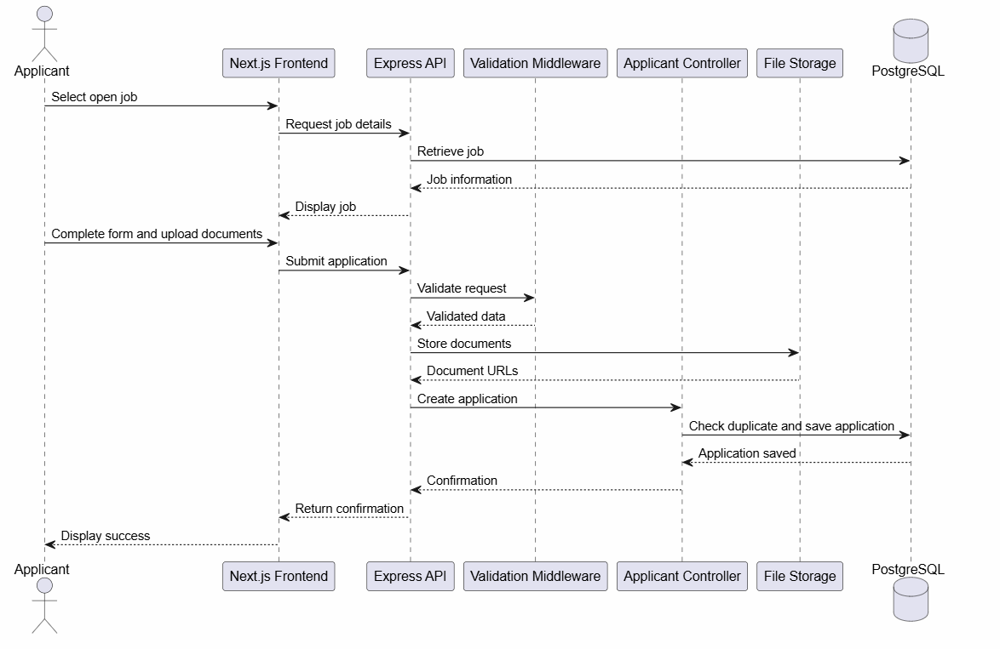 Applicant
Next.js Frontend
Express API
Validation Middleware
Applicant Controller
File Storage
PostgreSQL
Select open job
Request job details
Retrieve job
Job information
Display job
Complete form and upload documents
Submit application
Validate request
Validated data
Store documents
Document URLs
Create application
Check duplicate and save application
Application saved
Confirmation
Return confirmation
Display success
Applicant
Next.js Frontend
Express API
Validation Middleware
Applicant Controller
File Storage
PostgreSQL